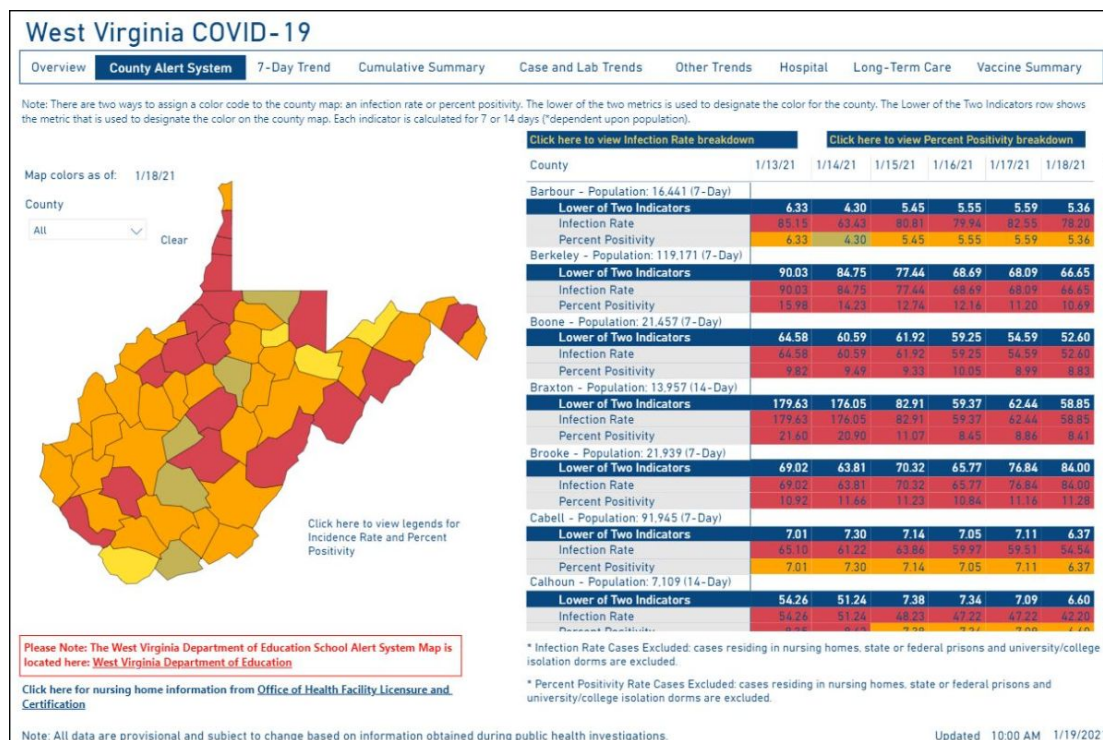 West Virginia COVID-19
Overview County Alert System 7-Day Trend Cumulative Summary Case and Lab Trends Other Trends Hospital Long-Term Care Vaccine Summary
Note: There are two ways to assign a color code to the county map: an infection rate or percent positivity. The lower of the two metrics is used to designate the color for the county. The Lower of the Two Indicators row shows
the metric that is used to designate the color on the county map. Each indicator is calculated for 7 or 14 days (*dependent upon population).
Map colors as of: 1/18/21
County
All
Clear
Click here to view legends for
Incidence Rate and Percent
Positivity
Click here to view Infection Rate breakdown Click here to view Percent Positivity breakdown
County 1/13/21 1/14/21 1/15/21 1/16/21 1/17/21 1/18/21
Barbour - Population: 16,441 (7-Day)
Lower of Two Indicators 6.33 4.30 5.45 5.55 5.59 5.36
Infection Rate 85.15 63.43 80.81 79.94 82.55 78.20
Percent Positivity 6.33 4.30 5.45 5.55 5.59 5.36
Berkeley - Population: 119,171 (7-Day)
Lower of Two Indicators 90.03 84.75 77.44 68.69 68.09 66.65
Infection Rate 90.03 84.75 77.44 68.69 68.09 66.65
Percent Positivity 15.98 14.23 12.74 12.16 11.20 10.69
Boone - Population: 21,457 (7-Day)
Lower of Two Indicators 64.58 60.59 61.92 59.25 54.59 52.60
Infection Rate 64.58 60.59 61.92 59.25 54.59 52.60
Percent Positivity 9.82 9.49 9.33 10.05 8.99 8.83
Braxton - Population: 13,957 (14-Day)
Lower of Two Indicators 179.63 176.05 82.91 59.37 62.44 58.85
Infection Rate 179.63 176.05 82.91 59.37 62.44 58.85
Percent Positivity 21.60 20.90 11.07 8.45 8.86 8.41
Brooke - Population: 21,939 (7-Day)
Lower of Two Indicators 69.02 63.81 70.32 65.77 76.84 84.00
Infection Rate 69.02 63.81 70.32 65.77 76.84 84.00
Percent Positivity 10.92 11.66 11.23 10.84 11.16 11.28
Cabell - Population: 91,945 (7-Day)
Lower of Two Indicators 7.01 7.30 7.14 7.05 7.11 6.37
Infection Rate 65.10 61.22 63.86 59.97 59.51 54.54
Percent Positivity 7.01 7.30 7.14 7.05 7.11 6.37
Calhoun - Population: 7,109 (14-Day)
Lower of Two Indicators 54.26 51.24 7.38 7.34 7.09 6.60
Infection Rate 54.26 51.24 48.23 47.22 47.22 42.20
Percent Positivity
Please Note: The West Virginia Department of Education School Alert System Map is
located here: West Virginia Department of Education
Click here for nursing home information from Office of Health Facility Licensure and
Certification
* Infection Rate Cases Excluded: cases residing in nursing homes, state or federal prisons and university/college
isolation dorms are excluded.
* Percent Positivity Rate Cases Excluded: cases residing in nursing homes, state or federal prisons and
university/college isolation dorms are excluded.
Note: All data are provisional and subject to change based on information obtained during public health investigations.
Updated 10:00 AM 1/19/202